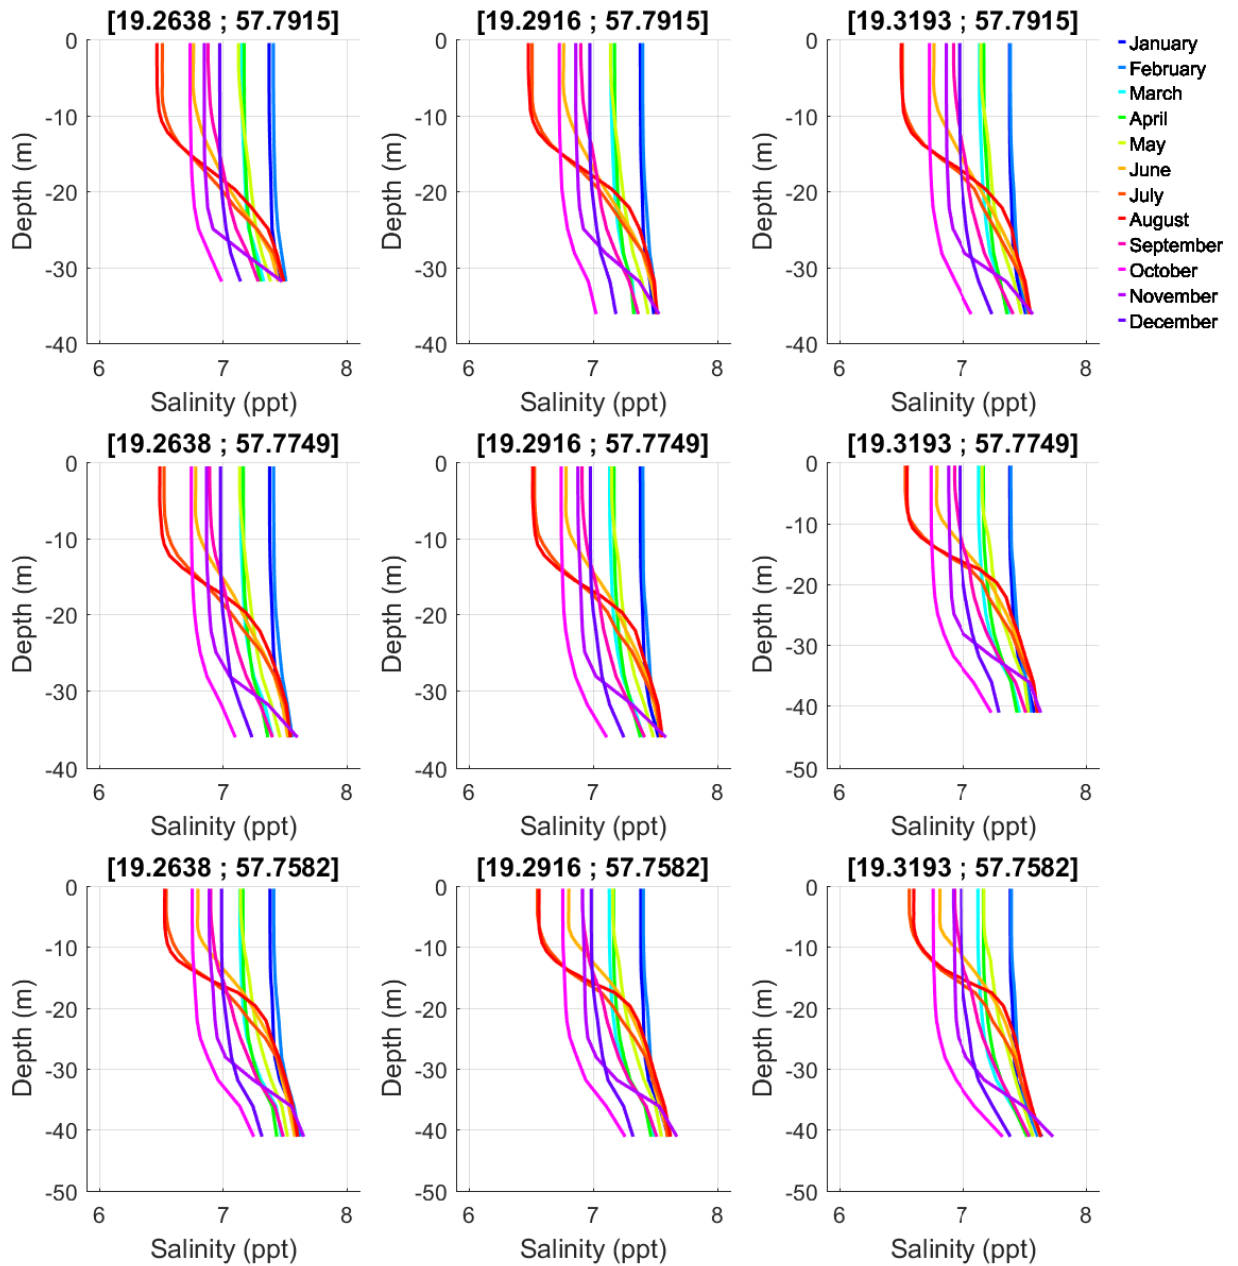 [19.2638 ; 57.7915]
0
-10
-20
-30
-40
6 7 8
Depth (m)
Salinity (ppt)
[19.2916 ; 57.7915]
0
-10
-20
-30
-40
6 7 8
Depth (m)
Salinity (ppt)
[19.3193 ; 57.7915]
0
-10
-20
-30
-40
6 7 8
Depth (m)
Salinity (ppt)
January
February
March
April
May
June
July
August
September
October
November
December
[19.2638 ; 57.7749]
0
-10
-20
-30
-40
6 7 8
Depth (m)
Salinity (ppt)
[19.2916 ; 57.7749]
0
-10
-20
-30
-40
6 7 8
Depth (m)
Salinity (ppt)
[19.3193 ; 57.7749]
0
-10
-20
-30
-40
-50
6 7 8
Depth (m)
Salinity (ppt)
[19.2638 ; 57.7582]
0
-10
-20
-30
-40
-50
6 7 8
Depth (m)
Salinity (ppt)
[19.2916 ; 57.7582]
0
-10
-20
-30
-40
-50
6 7 8
Depth (m)
Salinity (ppt)
[19.3193 ; 57.7582]
0
-10
-20
-30
-40
-50
6 7 8
Depth (m)
Salinity (ppt)